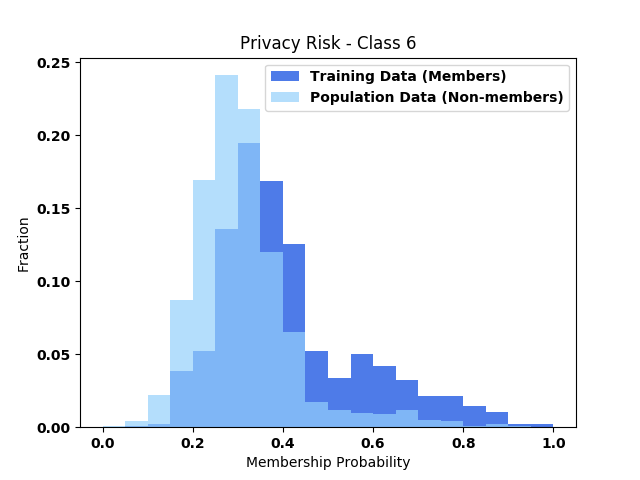 Privacy Risk - Class 6
Training Data (Members)
Population Data (Non-members)
Fraction
0.25
0.20
0.15
0.10
0.05
0.00
0.0 0.2 0.4 0.6 0.8 1.0
Membership Probability